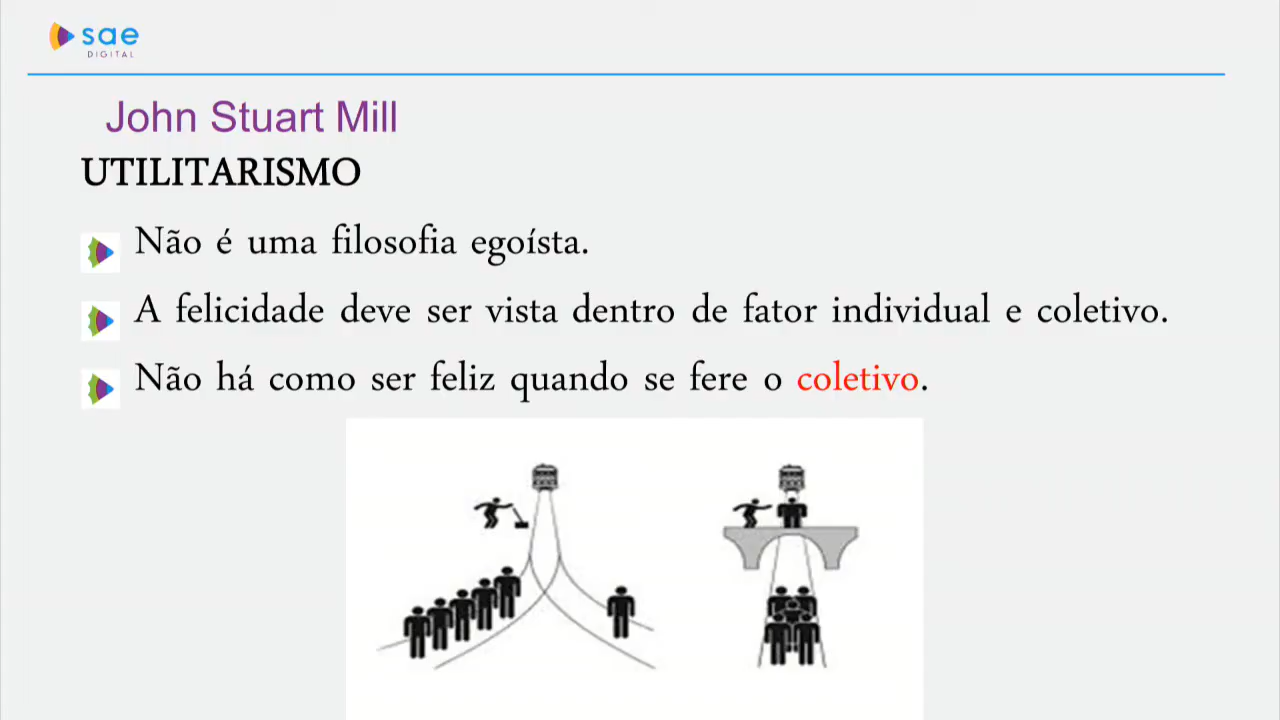 sae
DIGITAL
John Stuart Mill
UTILITARISMO
Não é uma filosofia egoísta.
A felicidade deve ser vista dentro de fator individual e coletivo.
Não há como ser feliz quando se fere o coletivo.